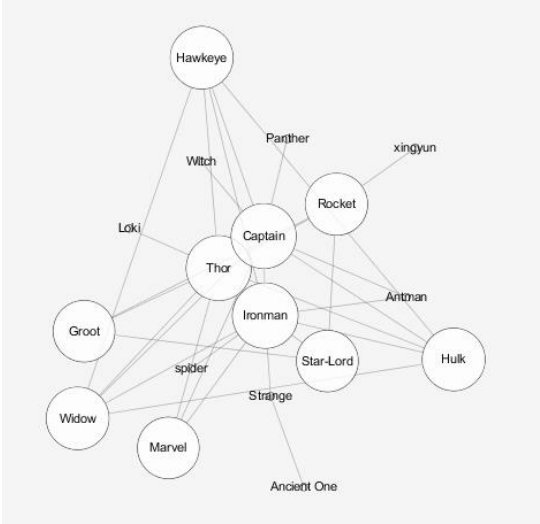 Hawkeye
Panther
xingyun
Witch
Rocket
Loki
Captain
Thor
Antman
Ironman
Groot
Star-Lord
Hulk
spider
Strange
Widow
Marvel
Ancient One